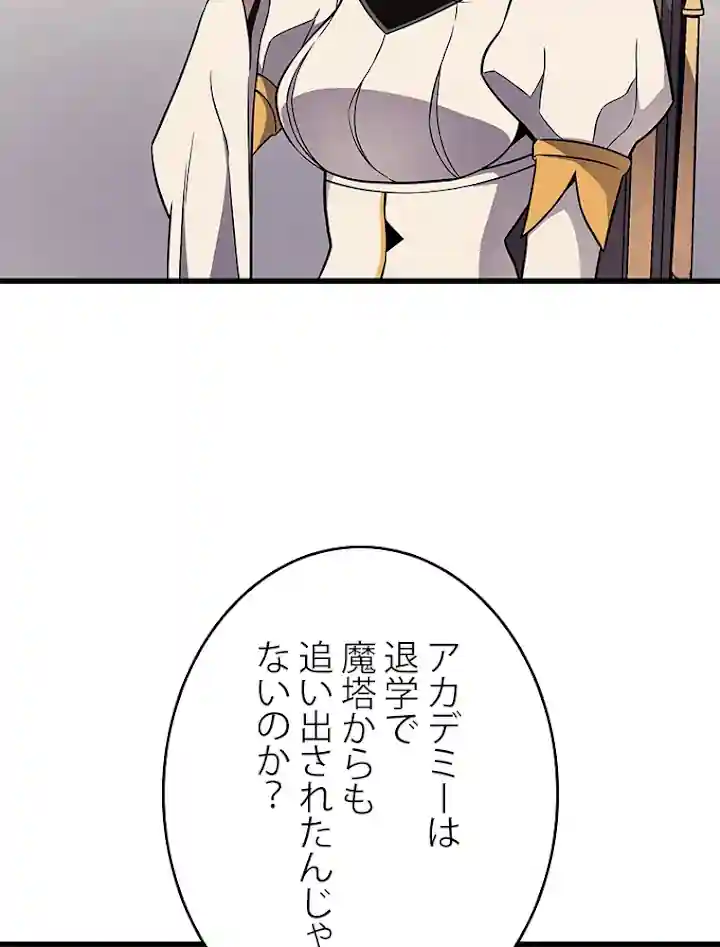 アカデミーは
退学で
魔塔からも
追い出されたんじゃ
ないのか？